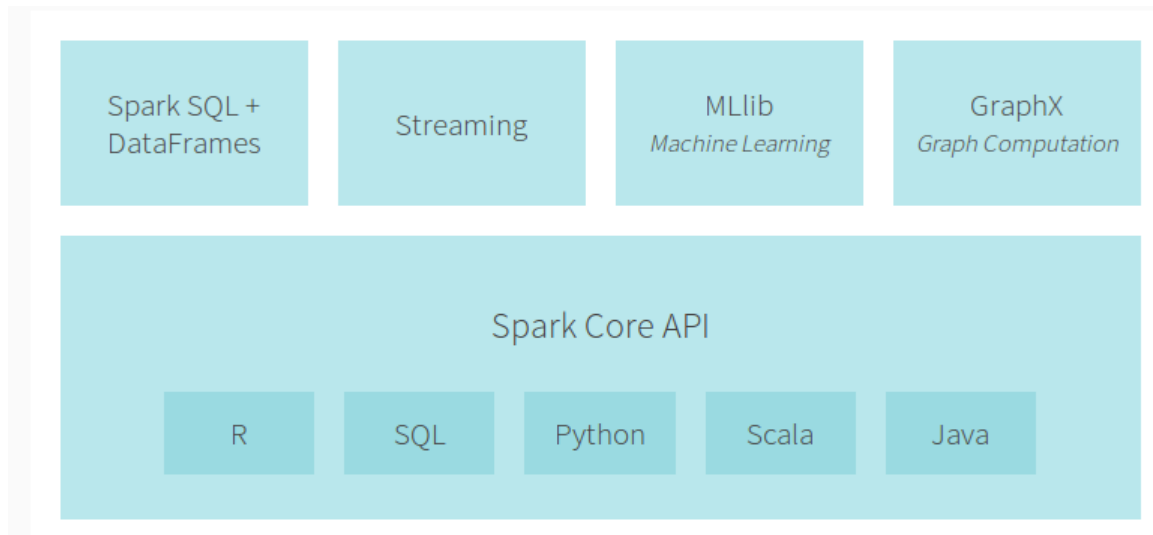 Spark SQL +
DataFrames
Streaming
MLlib
Machine Learning
GraphX
Graph Computation
Spark Core API
R
SQL
Python
Scala
Java